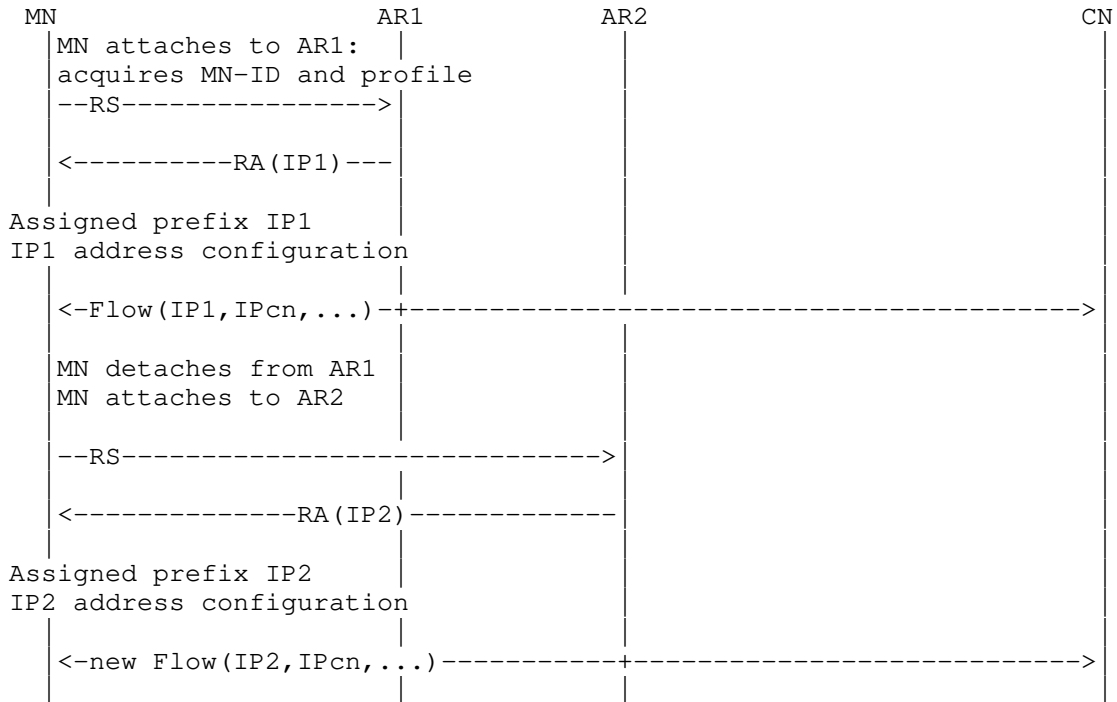 MN AR1 AR2 CN
MN attaches to AR1:
acquires MN-ID and profile
--RS---------------->
<----------RA(IP1)---
Assigned prefix IP1
IP1 address configuration
<-Flow(IP1,IPcn,...)-+------------------------------------------>
MN detaches from AR1
MN attaches to AR2
--RS------------------------------>
<--------------RA(IP2)-------------
Assigned prefix IP2
IP2 address configuration
<-new Flow(IP2,IPcn,...)-----------+---------------------------->